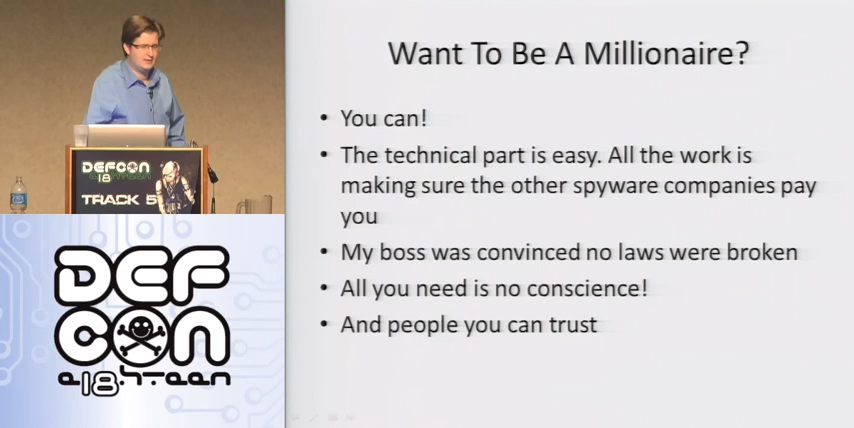 DEFCON
18
TRACK 5
DEF
CON
18
Want To Be A Millionaire?
• You can!
• The technical part is easy. All the work is
making sure the other spyware companies pay
you
• My boss was convinced no laws were broken
• All you need is no conscience!
• And people you can trust